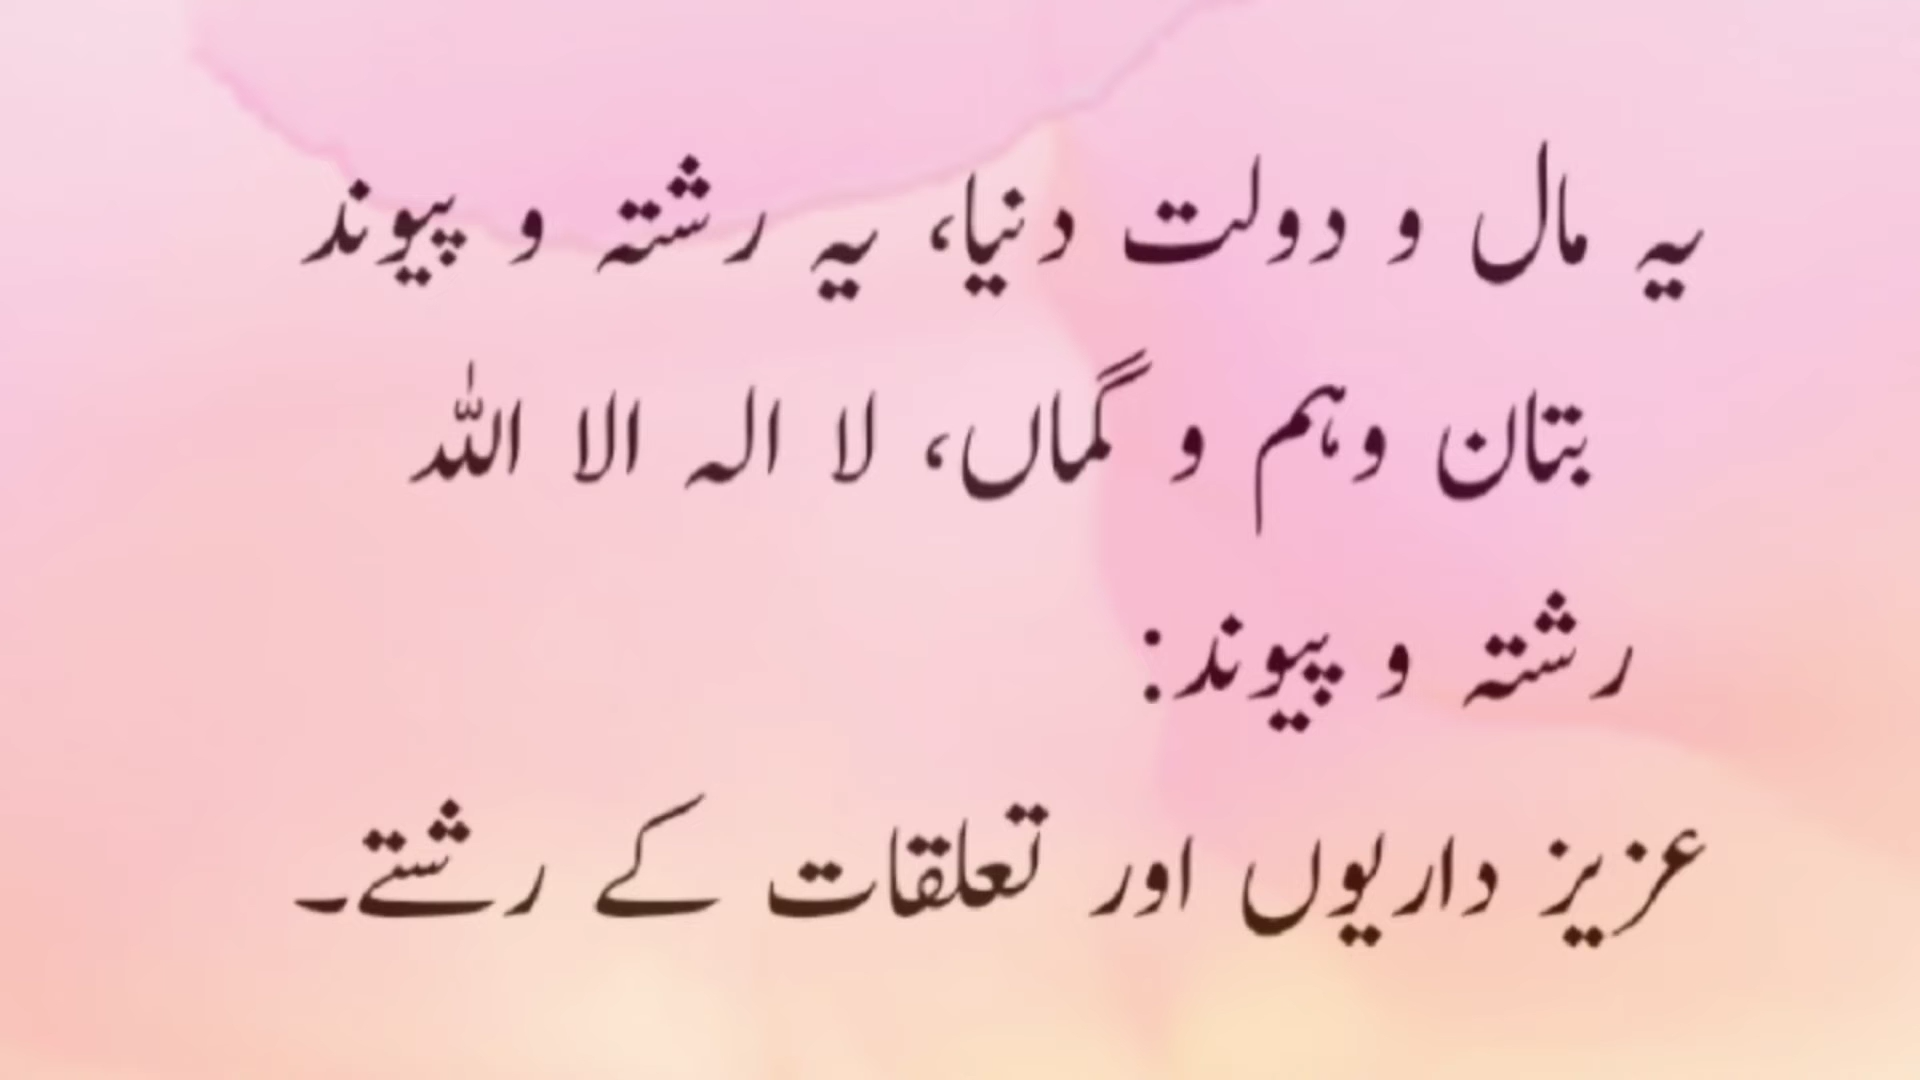 یہ مال و دولت دنیا، یہ رشتہ و پیوند
بتان وہم و گماں، لا الہ الا اللہ
رشتہ و پیوند:
عزیز داریوں اور تعلقات کے رشتے۔